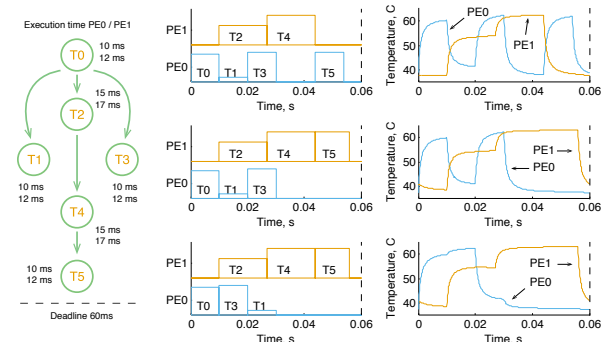 Execution time PE0 / PE1
T0
10 ms
12 ms
T2
15 ms
17 ms
T1
10 ms
12 ms
T3
10 ms
12 ms
T4
15 ms
17 ms
T5
10 ms
12 ms
Deadline 60ms
PE1
PE0
T2
T4
T0
T1
T3
T5
0
0.02
0.04
0.06
Time, s
Temperature, C
60
50
40
PE0
PE1
0
0.02
0.04
0.06
Time, s
PE1
PE0
T2
T4
T5
T0
T1
T3
0
0.02
0.04
0.06
Time, s
Temperature, C
60
50
40
PE1
PE0
0
0.02
0.04
0.06
Time, s
PE1
PE0
T2
T4
T5
T0
T3
T1
0
0.02
0.04
0.06
Time, s
Temperature, C
60
50
40
PE1
PE0
0
0.02
0.04
0.06
Time, s